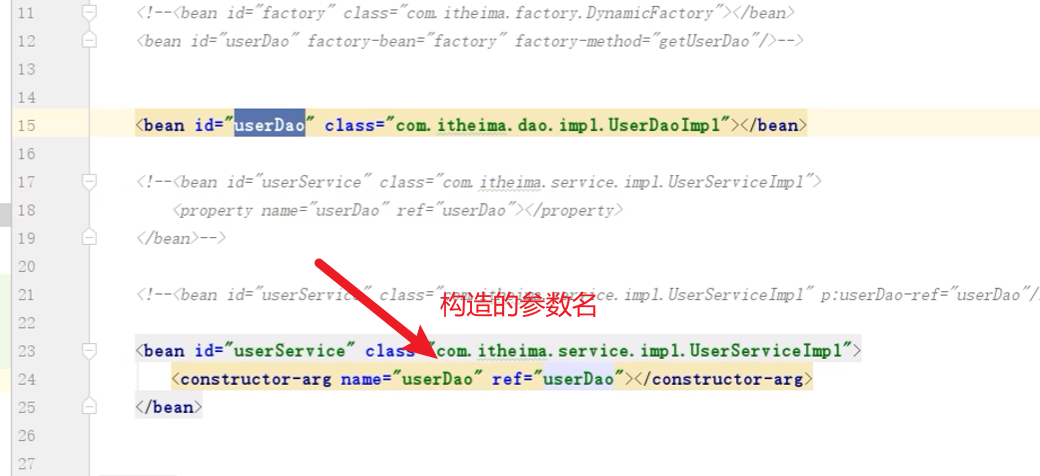 11 <!--<bean id="factory" class="com.itheima.factory.DynamicFactory"></bean>
12 <bean id="userDao" factory-bean="factory" factory-method="getUserDao"/>-->
13
14
15 <bean id="userDao" class="com.itheima.dao.impl.UserDaoImpl"></bean>
16
17 <!--<bean id="userService" class="com.itheima.service.impl.UserServiceImpl">
18 <property name="userDao" ref="userDao"></property>
19 </bean>-->
20
21 <!--<bean id="userService" class="com.itheima.service.impl.UserServiceImpl" p:userDao-ref="userDao"/
构造的参数名
22
23 <bean id="userService" class="com.itheima.service.impl.UserServiceImpl">
24 <constructor-arg name="userDao" ref="userDao"></constructor-arg>
25 </bean>
26
27